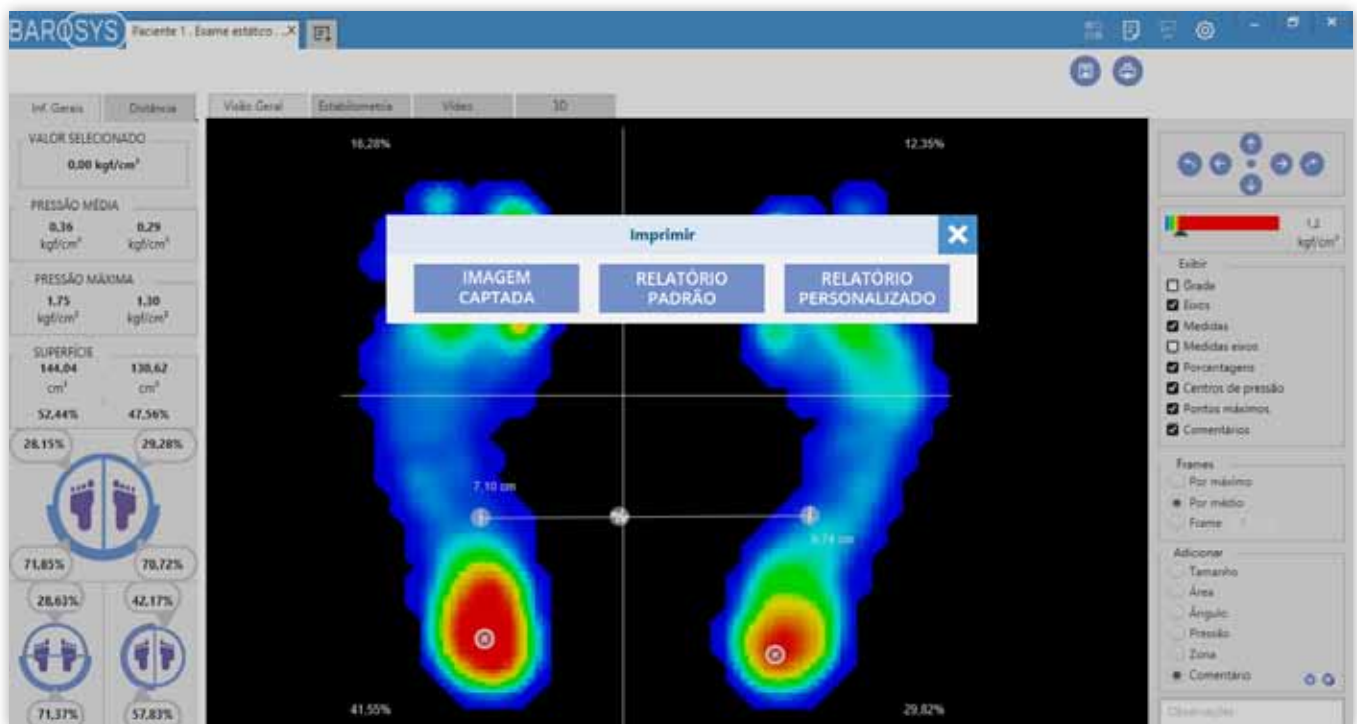 BAROSYS
Paciente 1 . Exame estático . ..X
Inf. Gerais
Distância
Visão Geral
Estabilometria
Vídeo
3D
VALOR SELECIONADO
0,00 kgf/cm²
PRESSÃO MÉDIA
0,36
0,29
kgf/cm²
kgf/cm²
PRESSÃO MÁXIMA
1,75
1,30
kgf/cm²
kgf/cm²
SUPERFÍCIE
144,04
130,62
cm²
cm²
52,44%
47,56%
28,15%
29,28%
71,85%
70,72%
28,63%
42,17%
71,37%
57,83%
16,28%
12,35%
Imprimir
IMAGEM
CAPTADA
RELATÓRIO
PADRÃO
RELATÓRIO
PERSONALIZADO
7,10 cm
9,74 cm
41,55%
29,82%
kgf/cm²
Exibir
Grade
Eixos
Medidas
Medidas eixos
Porcentagens
Centros de pressão
Pontos máximos
Comentários
Frames
Por máximo
Por médio
Frame
Adicionar
Tamanho
Área
Ângulo
Pressão
Zona
Comentário
Observações